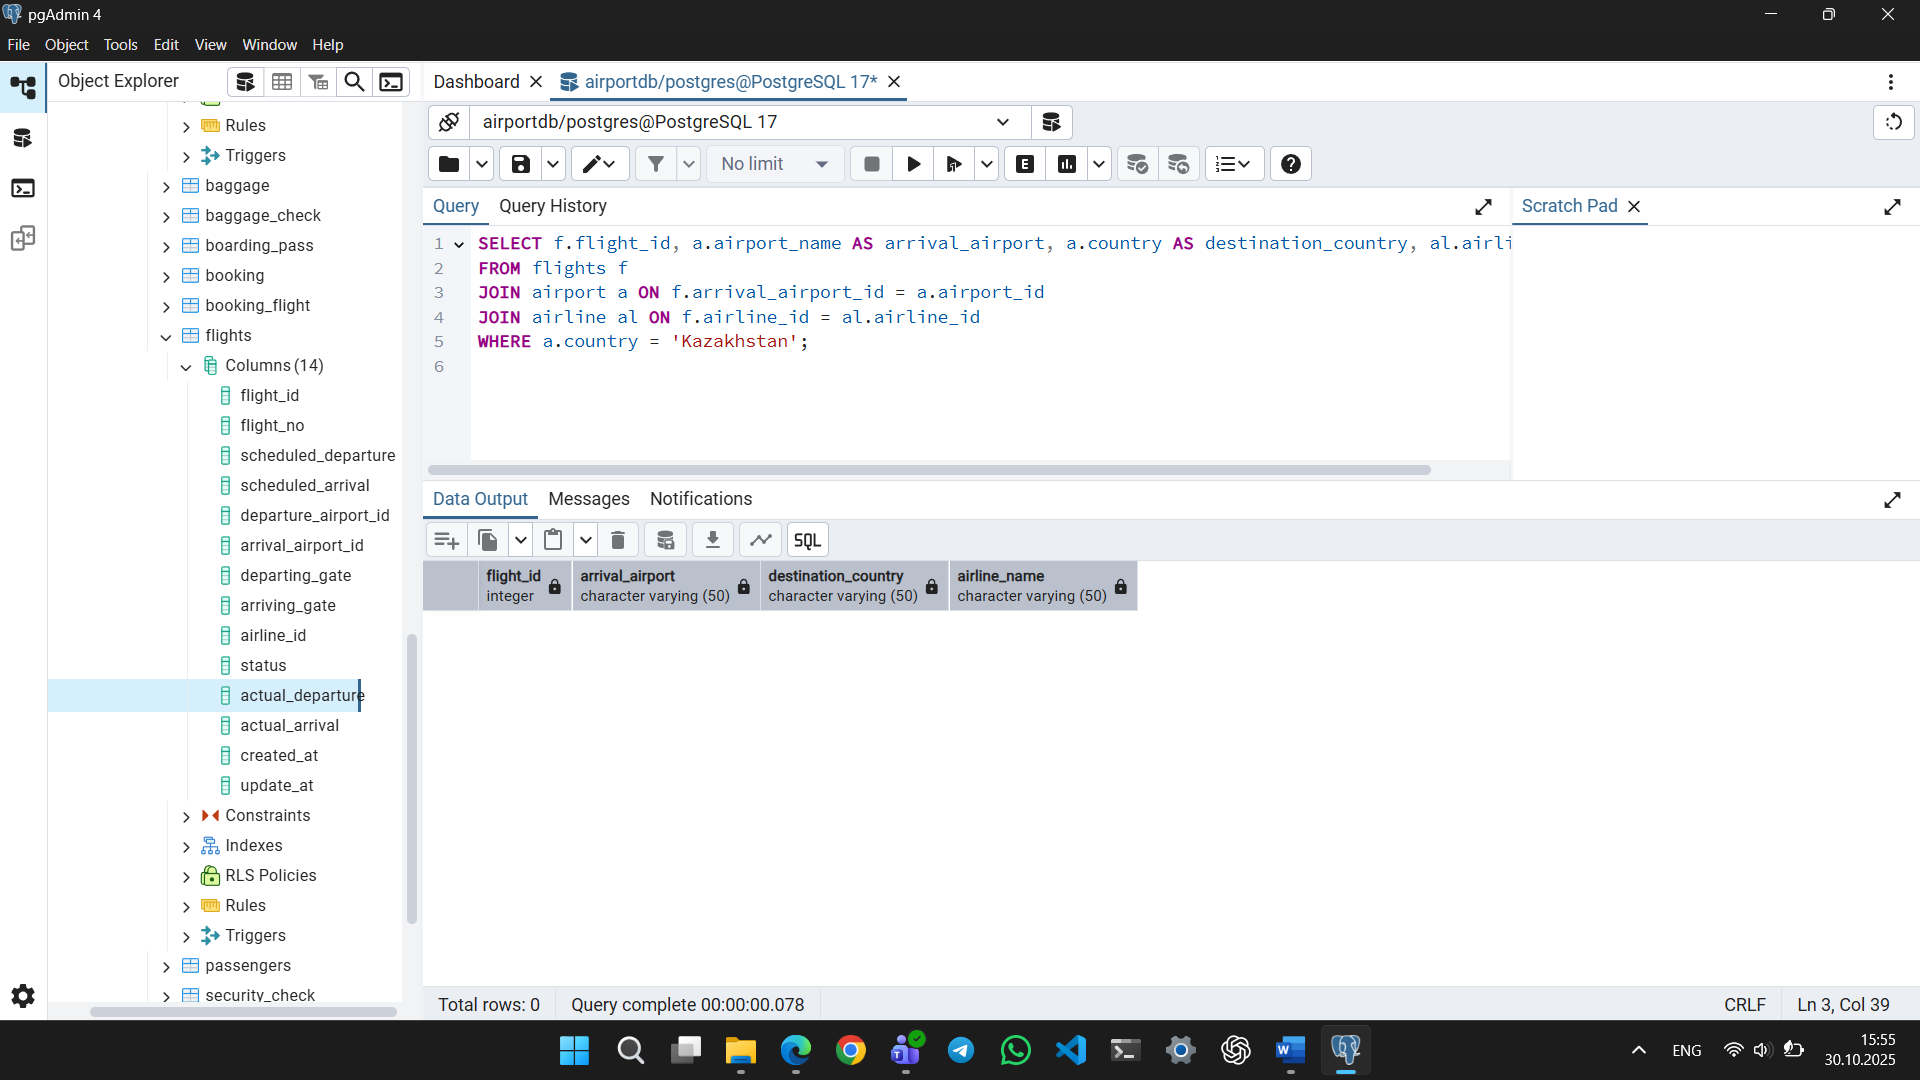 pgAdmin 4
File Object Tools Edit View Window Help
Object Explorer
Dashboard
airportdb/postgres@PostgreSQL 17*
airportdb/postgres@PostgreSQL 17
No limit
E
Query
Query History
Scratch Pad
1 SELECT f.flight_id, a.airport_name AS arrival_airport, a.country AS destination_country, al.airli
2 FROM flights f
3 JOIN airport a ON f.arrival_airport_id = a.airport_id
4 JOIN airline al ON f.airline_id = al.airline_id
5 WHERE a.country = 'Kazakhstan';
6
Rules
Triggers
baggage
baggage_check
boarding_pass
booking
booking_flight
flights
Columns (14)
flight_id
flight_no
scheduled_departure
scheduled_arrival
departure_airport_id
arrival_airport_id
departing_gate
arriving_gate
airline_id
status
actual_departure
actual_arrival
created_at
update_at
Constraints
Indexes
RLS Policies
Rules
Triggers
passengers
security_check
Data Output Messages Notifications
SQL
flight_id
integer
arrival_airport
character varying (50)
destination_country
character varying (50)
airline_name
character varying (50)
Total rows: 0
Query complete 00:00:00.078
CRLF
Ln 3, Col 39
ENG
15:55
30.10.2025